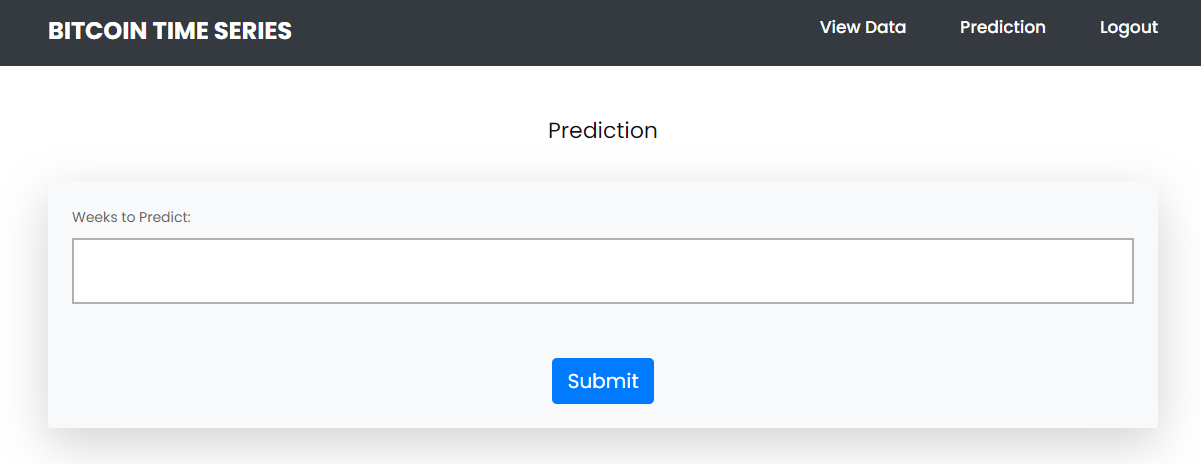 BITCOIN TIME SERIES
View Data Prediction Logout
Prediction
Weeks to Predict:
Submit